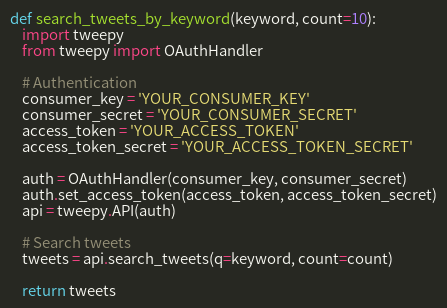 def search_tweets_by_keyword(keyword, count=10):
    import tweepy
    from tweepy import OAuthHandler

    # Authentication
    consumer_key = 'YOUR_CONSUMER_KEY'
    consumer_secret = 'YOUR_CONSUMER_SECRET'
    access_token = 'YOUR_ACCESS_TOKEN'
    access_token_secret = 'YOUR_ACCESS_TOKEN_SECRET'

    auth = OAuthHandler(consumer_key, consumer_secret)
    auth.set_access_token(access_token, access_token_secret)
    api = tweepy.API(auth)

    # Search tweets
    tweets = api.search_tweets(q=keyword, count=count)

    return tweets